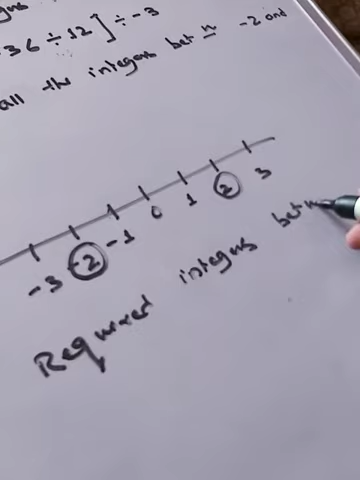 36 ÷ 12 ] ÷ -3
all the integers betn -2 and
-3 -2 -1 0 1 2 3
Required integers betn